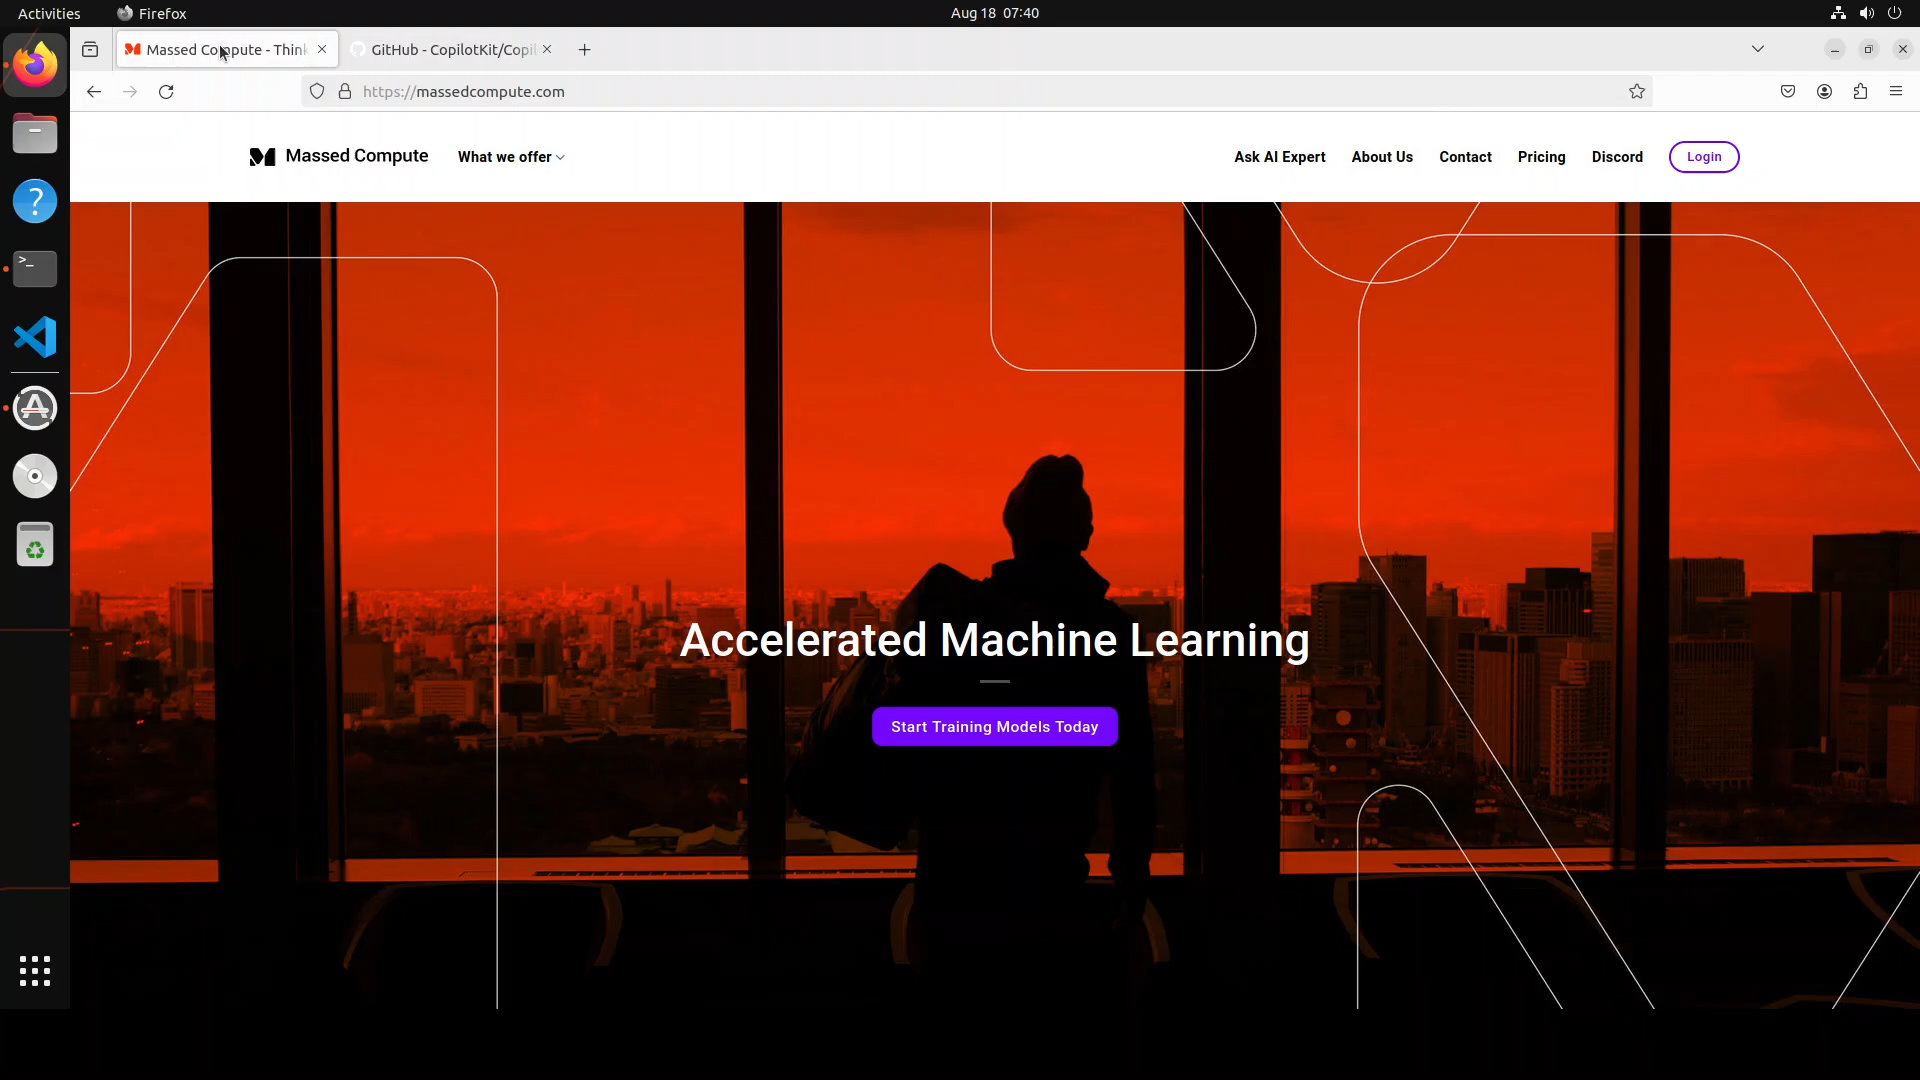 Activities
Firefox
Aug 18 07:40
Massed Compute - Think
GitHub - CopilotKit/Copil
https://massedcompute.com
Massed Compute
What we offer
Ask AI Expert
About Us
Contact
Pricing
Discord
Login
Accelerated Machine Learning
Start Training Models Today